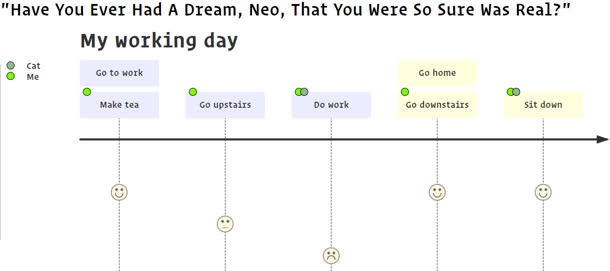 "Have You Ever Had A Dream, Neo, That You Were So Sure Was Real?"
My working day
Cat
Me
Go to work
Go home
Make tea
Go upstairs
Do work
Go downstairs
Sit down